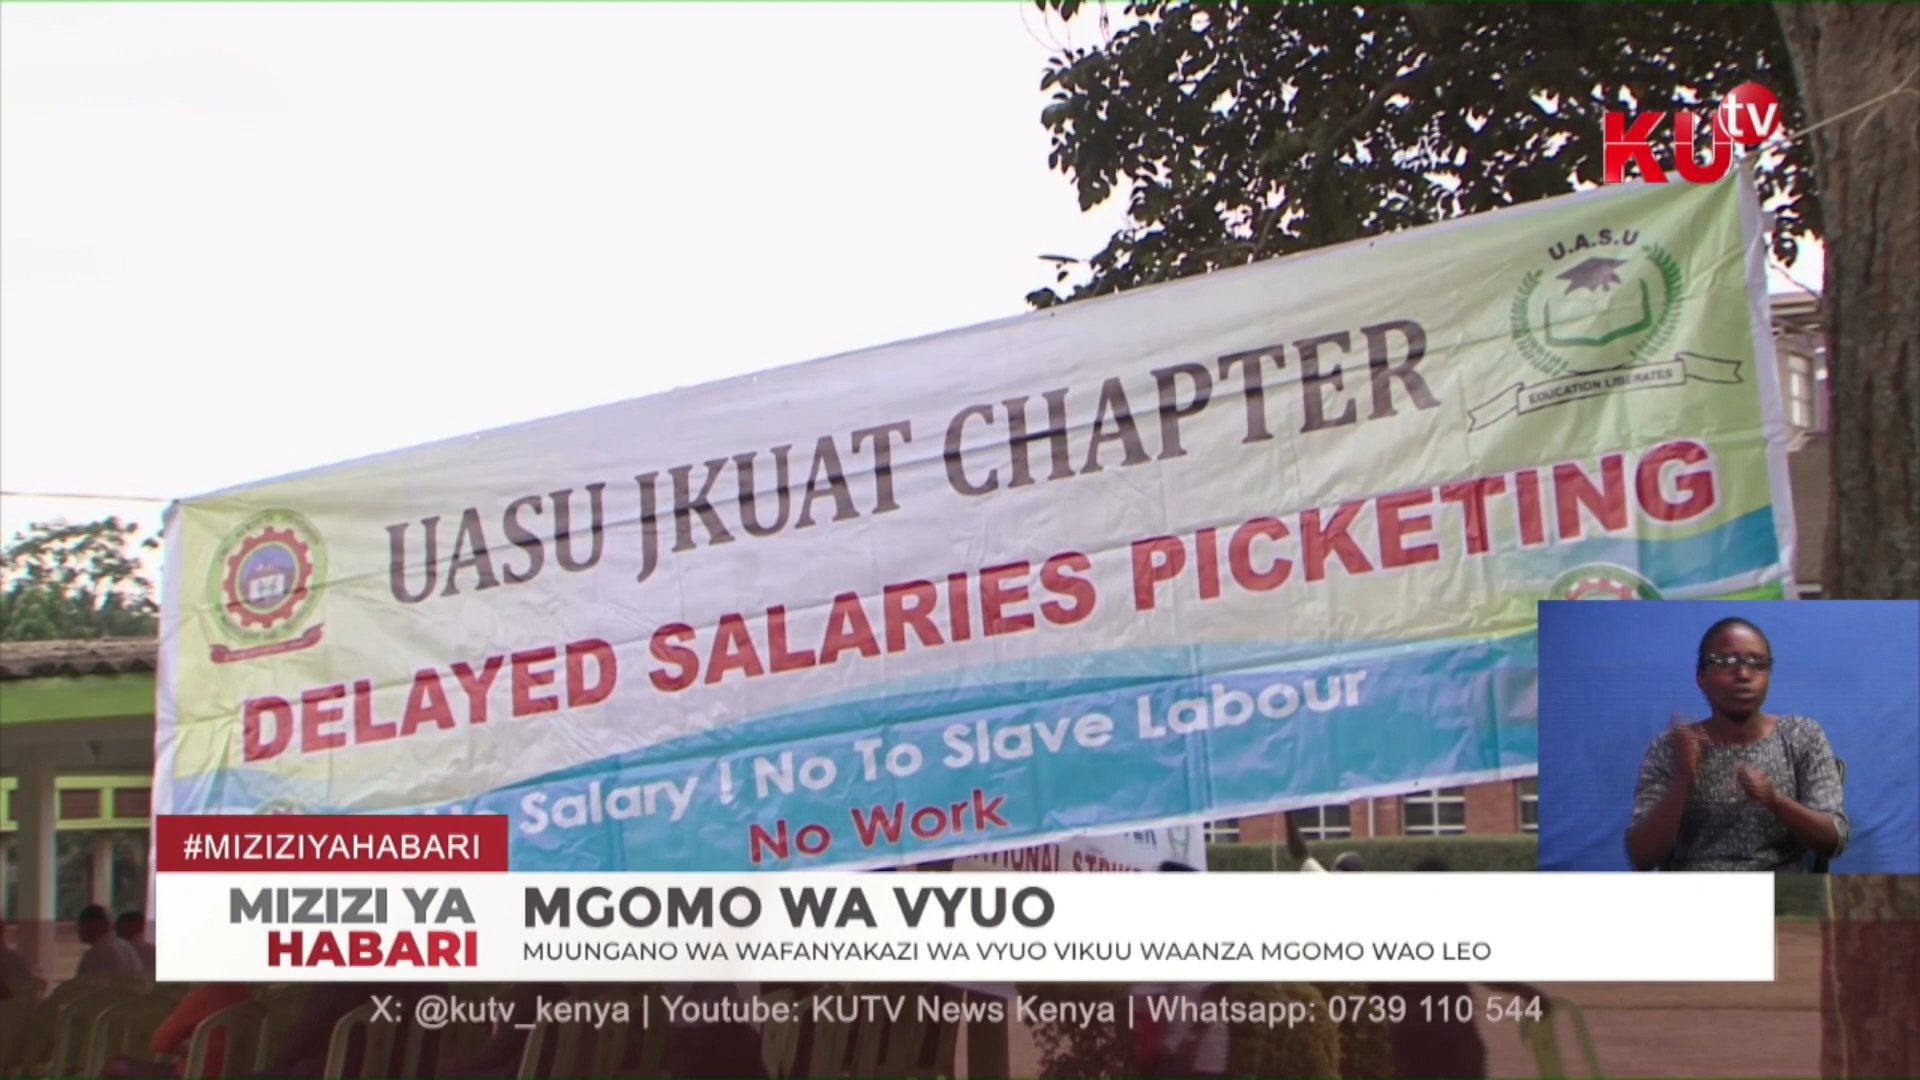 KUtv
U.A.S.U
EDUCATION LIBERATES
UASU JKUAT CHAPTER
DELAYED SALARIES PICKETING
No Salary ! No To Slave Labour
No Work
#MIZIZIYAHABARI
MIZIZI YA
HABARI
MGOMO WA VYUO
MUUNGANO WA WAFANYAKAZI WA VYUO VIKUU WAANZA MGOMO WAO LEO
X: @kutv_kenya | Youtube: KUTV News Kenya | Whatsapp: 0739 110 544